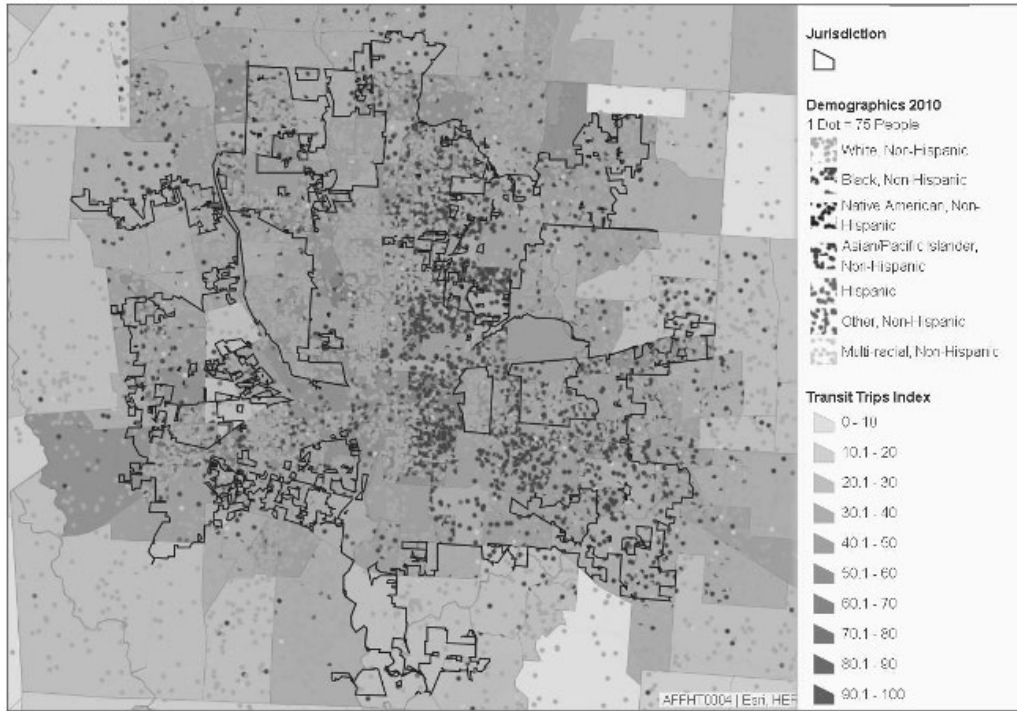 Jurisdiction
Demographics 2010
1 Dot = 75 People
White, Non-Hispanic
Black, Non-Hispanic
Native American, Non-
Hispanic
Asian/Pacific Islander,
Non-Hispanic
Hispanic
Other, Non-Hispanic
Multi-racial, Non-Hispanic
Transit Trips Index
0 - 10
10.1 - 20
20.1 - 30
30.1 - 40
40.1 - 50
50.1 - 60
60.1 - 70
70.1 - 80
80.1 - 90
90.1 - 100
AFFHT0004 | Esri, HER